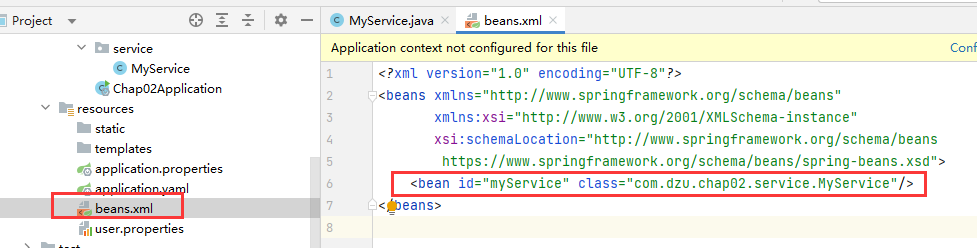 Project
service
MyService
Chap02Application
resources
static
templates
application.properties
application.yaml
beans.xml
user.properties
MyService.java
beans.xml
Application context not configured for this file
1 <?xml version="1.0" encoding="UTF-8"?>
2 <beans xmlns="http://www.springframework.org/schema/beans"
3 xmlns:xsi="http://www.w3.org/2001/XMLSchema-instance"
4 xsi:schemaLocation="http://www.springframework.org/schema/beans
5 https://www.springframework.org/schema/beans/spring-beans.xsd">
6 <bean id="myService" class="com.dzu.chap02.service.MyService"/>
7 </beans>
8